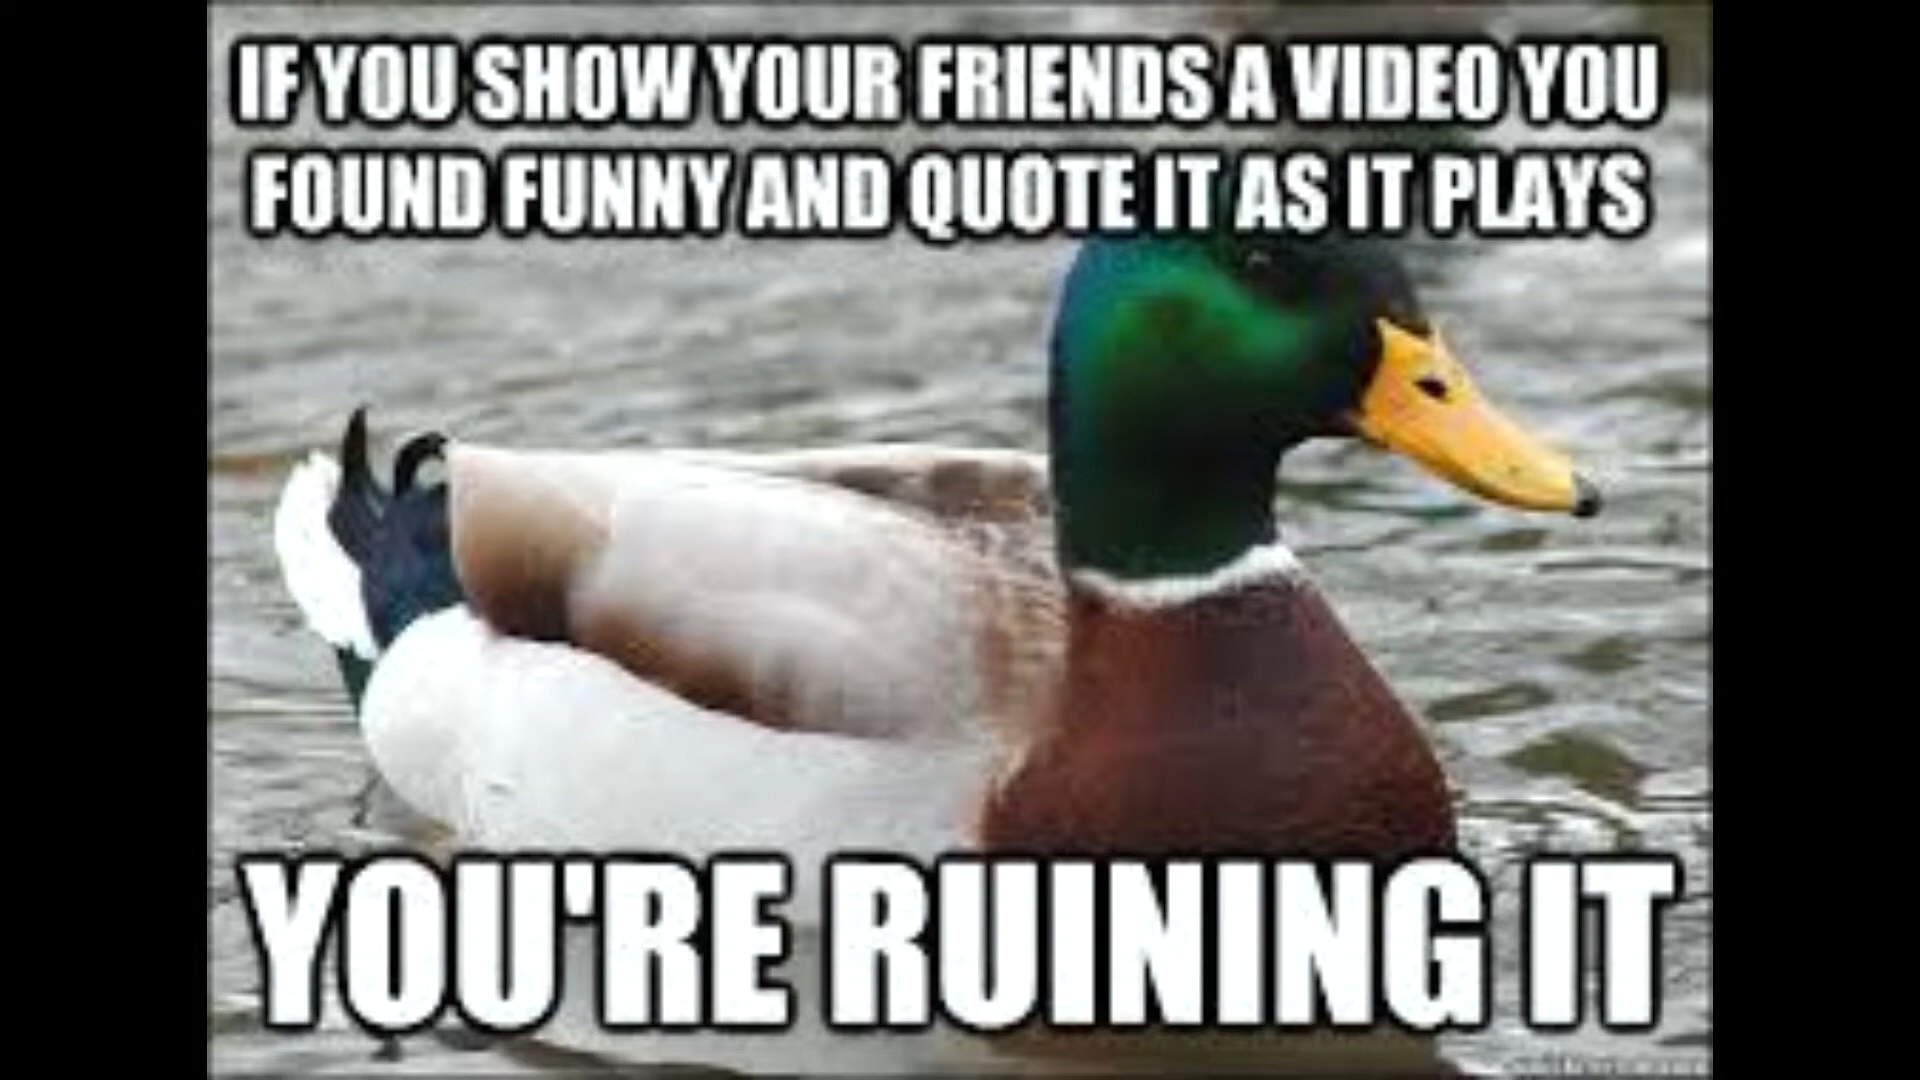 IF YOU SHOW YOUR FRIENDS A VIDEO YOU
FOUND FUNNY AND QUOTE IT AS IT PLAYS
YOU'RE RUINING IT